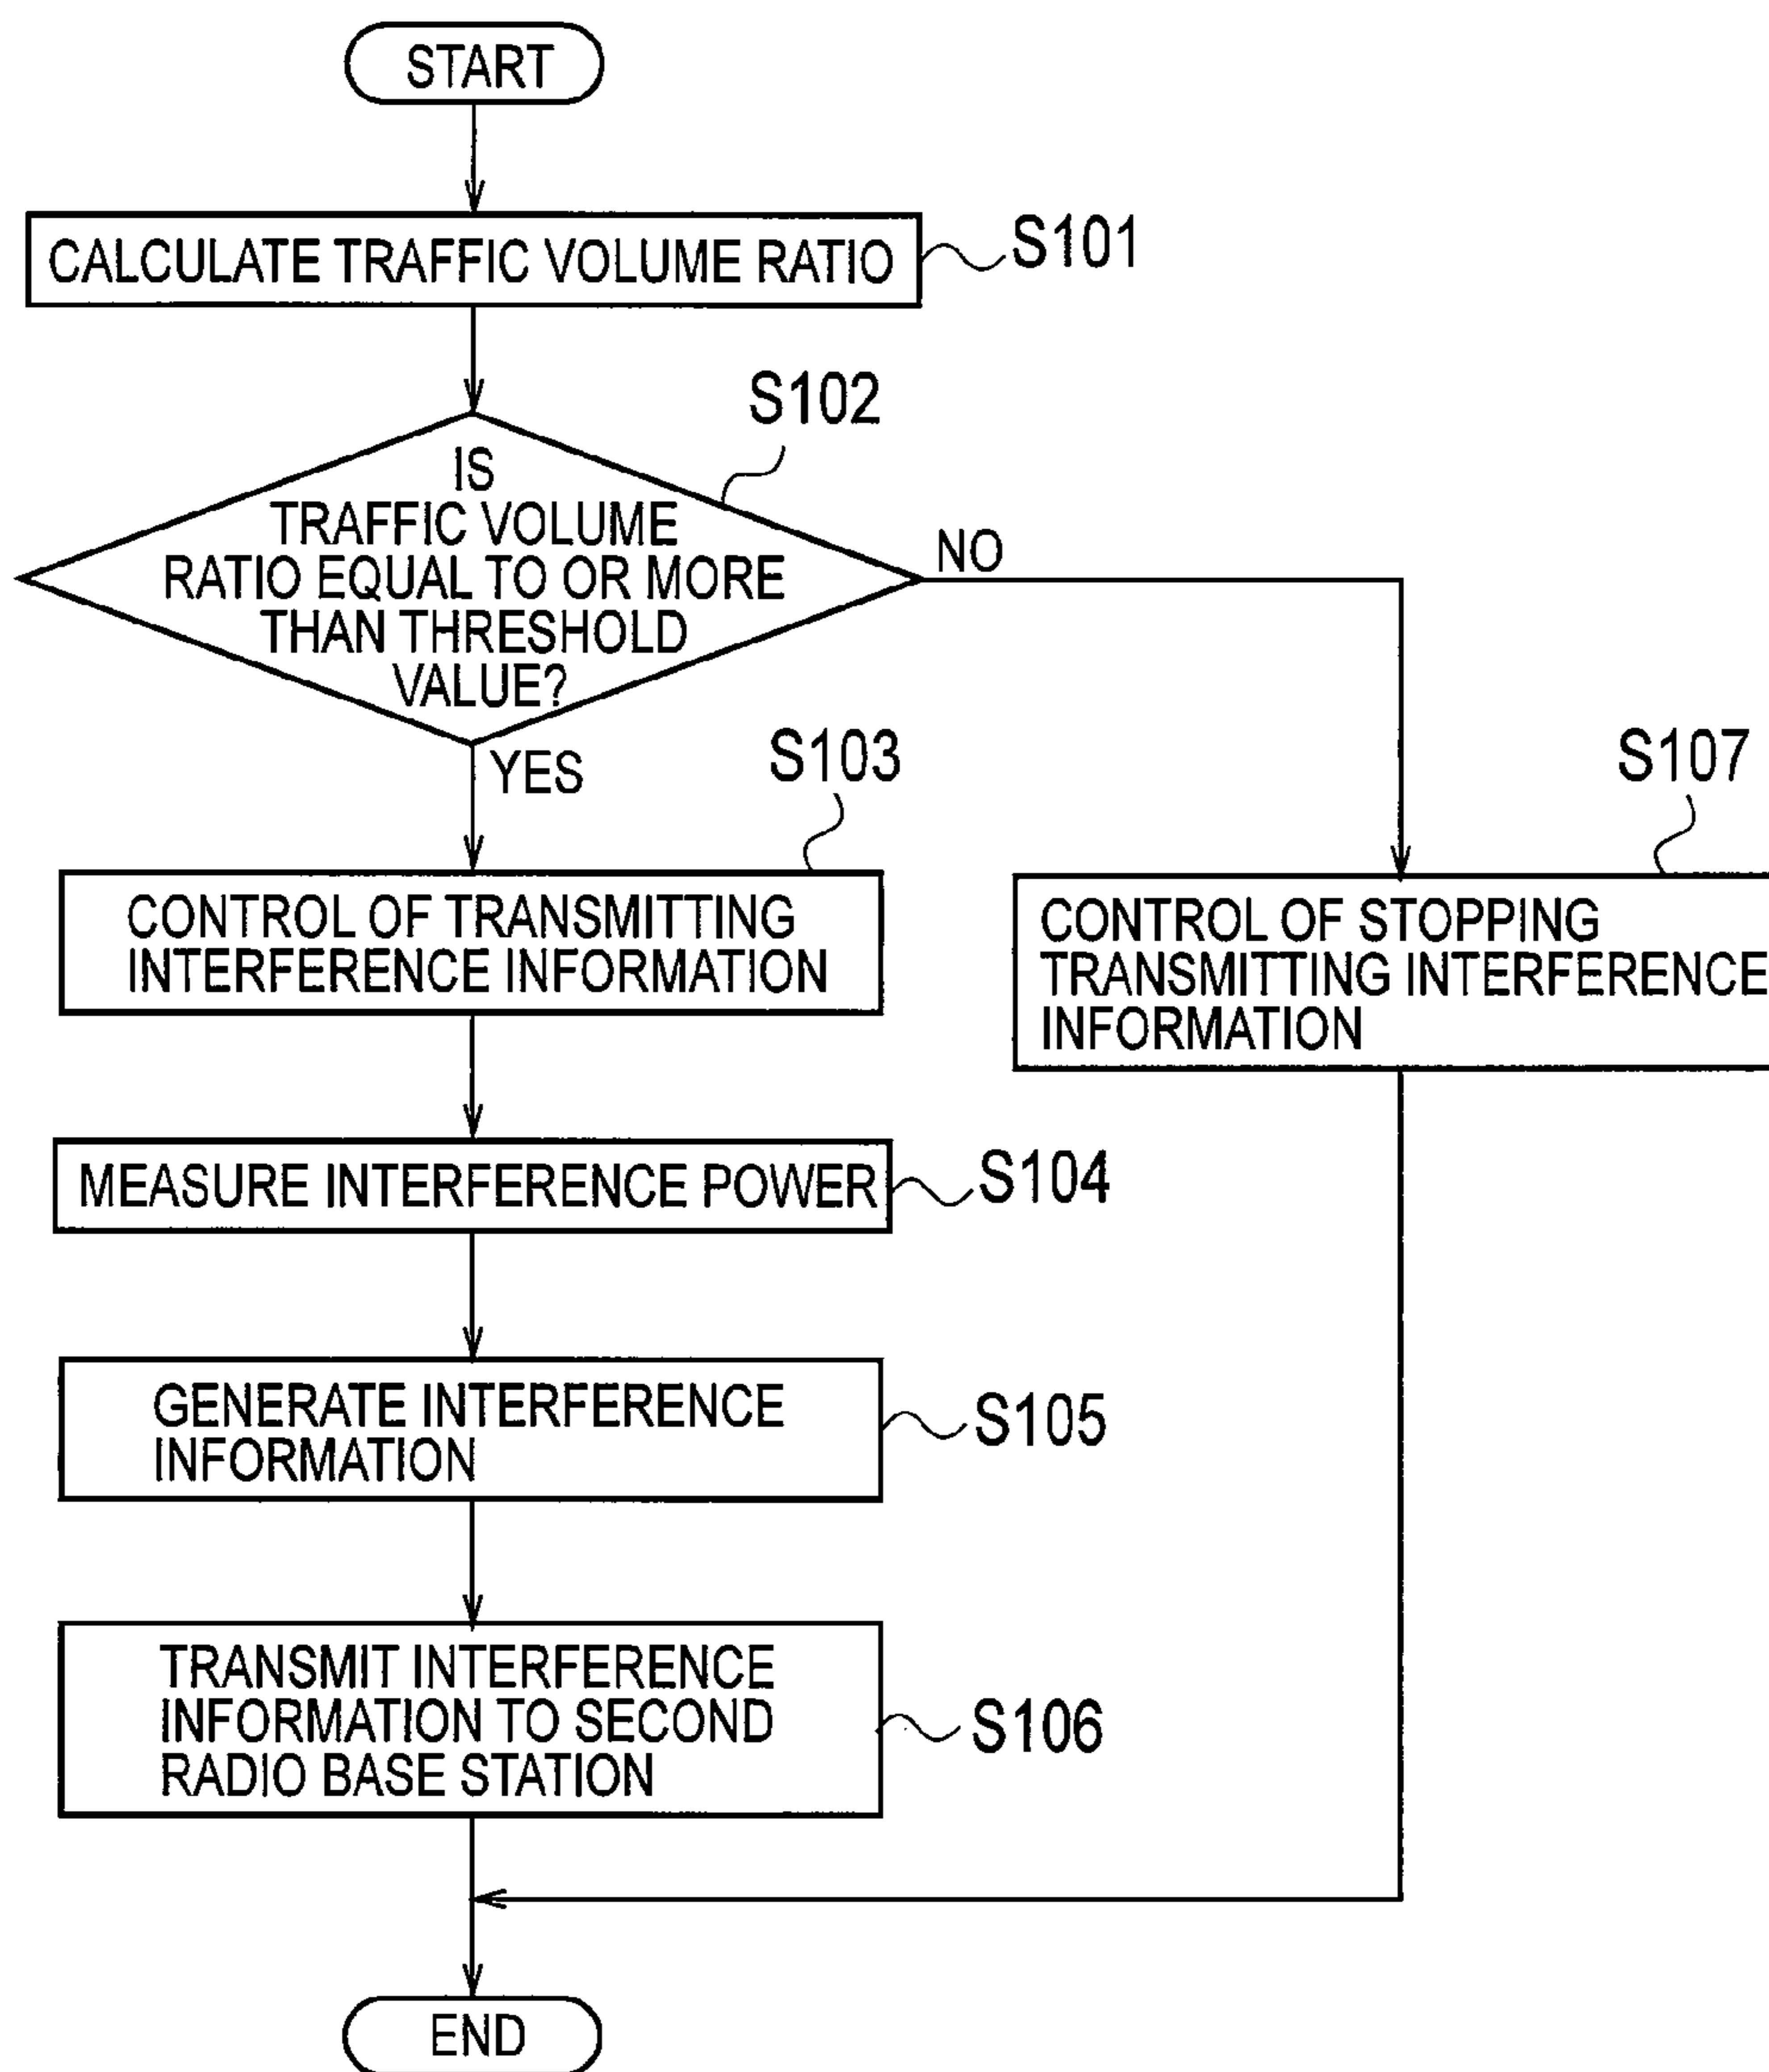 START
CALCULATE TRAFFIC VOLUME RATIO
S101
S102
IS
TRAFFIC VOLUME
RATIO EQUAL TO OR MORE
THAN THRESHOLD
VALUE?
NO
YES
S103
CONTROL OF TRANSMITTING
INTERFERENCE INFORMATION
S107
CONTROL OF STOPPING
TRANSMITTING INTERFERENCE
INFORMATION
MEASURE INTERFERENCE POWER
S104
GENERATE INTERFERENCE
INFORMATION
S105
TRANSMIT INTERFERENCE
INFORMATION TO SECOND
RADIO BASE STATION
S106
END